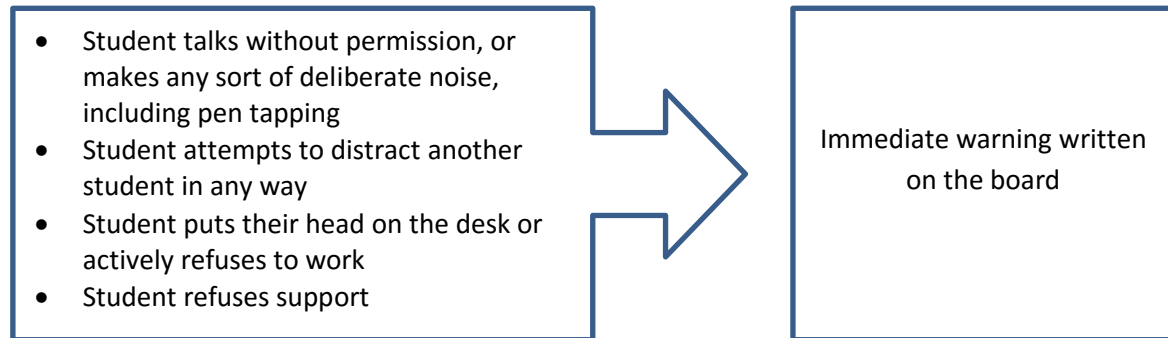 • Student talks without permission, or
makes any sort of deliberate noise,
including pen tapping
• Student attempts to distract another
student in any way
• Student puts their head on the desk or
actively refuses to work
• Student refuses support
Immediate warning written
on the board